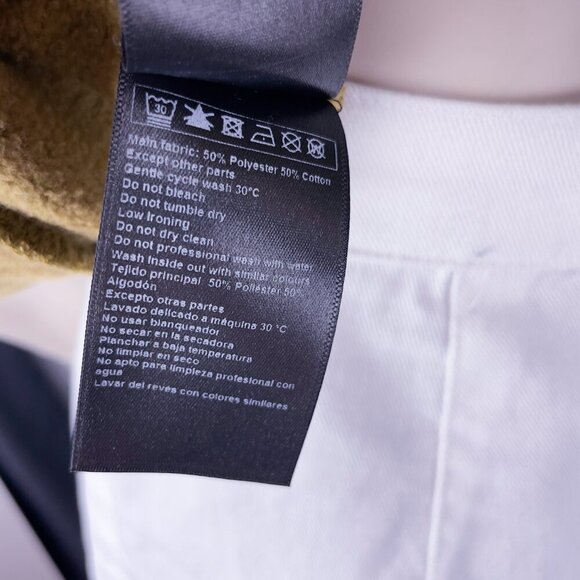 30
Main fabric: 50% Polyester 50% Cotton
Except other parts
Gentle cycle wash 30°C
Do not bleach
Do not tumble dry
Low Ironing
Do not dry clean
Do not professional wash with water
Wash inside out with similar colours
Tejido principal 50% Poliéster 50%
Algodón
Excepto otras partes
Lavado delicado a máquina 30 °C
No usar blanqueador
No secar en la secadora
Planchar a baja temperatura
No limpiar en seco
No apto para limpieza profesional con
agua
Lavar del revés con colores similares